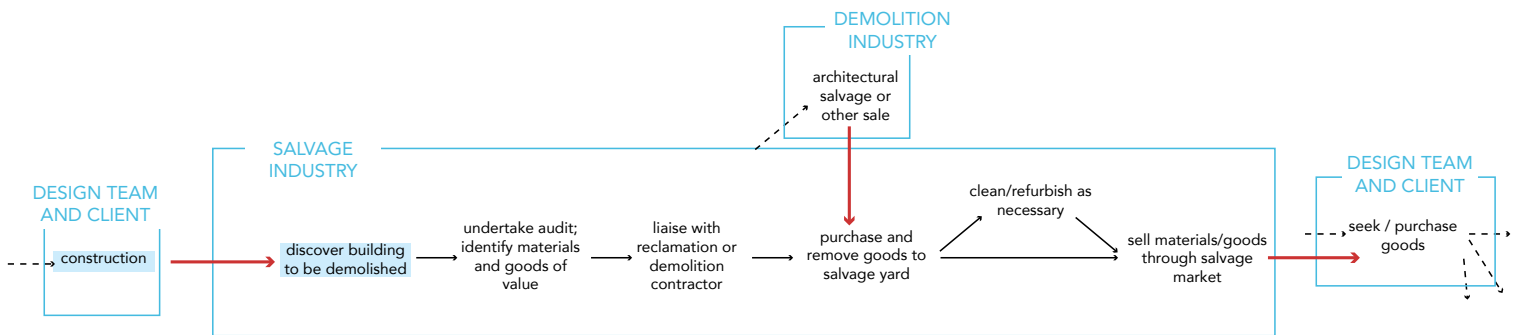 DEMOLITION
INDUSTRY
architectural
salvage or
other sale
SALVAGE
INDUSTRY
DESIGN TEAM
AND CLIENT
construction
discover building
to be demolished
undertake audit;
identify materials
and goods of
value
liaise with
reclamation or
demolition
contractor
purchase and
remove goods to
salvage yard
clean/refurbish as
necessary
sell materials/goods
through salvage
market
DESIGN TEAM
AND CLIENT
seek / purchase
goods